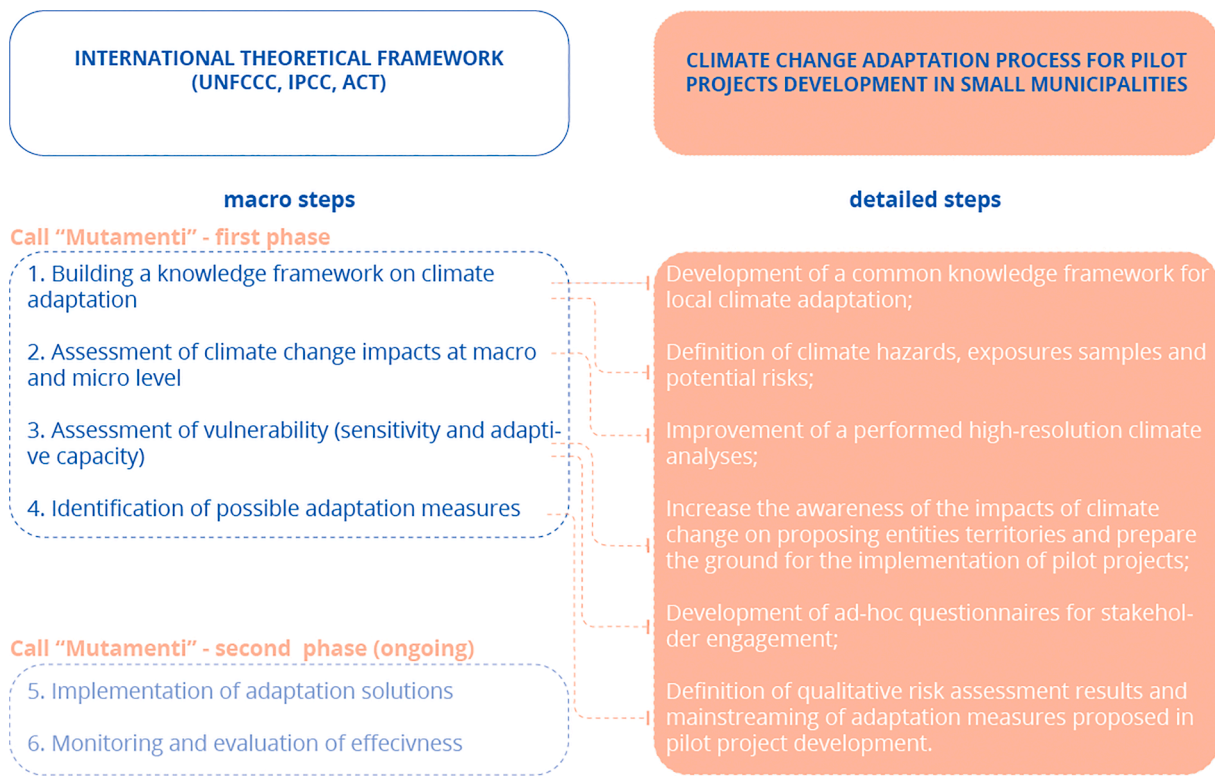 INTERNATIONAL THEORETICAL FRAMEWORK
(UNFCCC, IPCC, ACT)
CLIMATE CHANGE ADAPTATION PROCESS FOR PILOT
PROJECTS DEVELOPMENT IN SMALL MUNICIPALITIES
macro steps
detailed steps
Call “Mutamenti” - first phase
1. Building a knowledge framework on climate
adaptation
2. Assessment of climate change impacts at macro
and micro level
3. Assessment of vulnerability (sensitivity and adapti-
ve capacity)
4. Identification of possible adaptation measures
Call “Mutamenti” - second  phase (ongoing)
5. Implementation of adaptation solutions
6. Monitoring and evaluation of effecivness
Development of a common knowledge framework for
local climate adaptation;
Definition of climate hazards, exposures samples and
potential risks;
Improvement of a performed high-resolution climate
analyses;
Increase the awareness of the impacts of climate
change on proposing entities territories and prepare
the ground for the implementation of pilot projects;
Development of ad-hoc questionnaires for stakehol-
der engagement;
Definition of qualitative risk assessment results and
mainstreaming of adaptation measures proposed in
pilot project development.